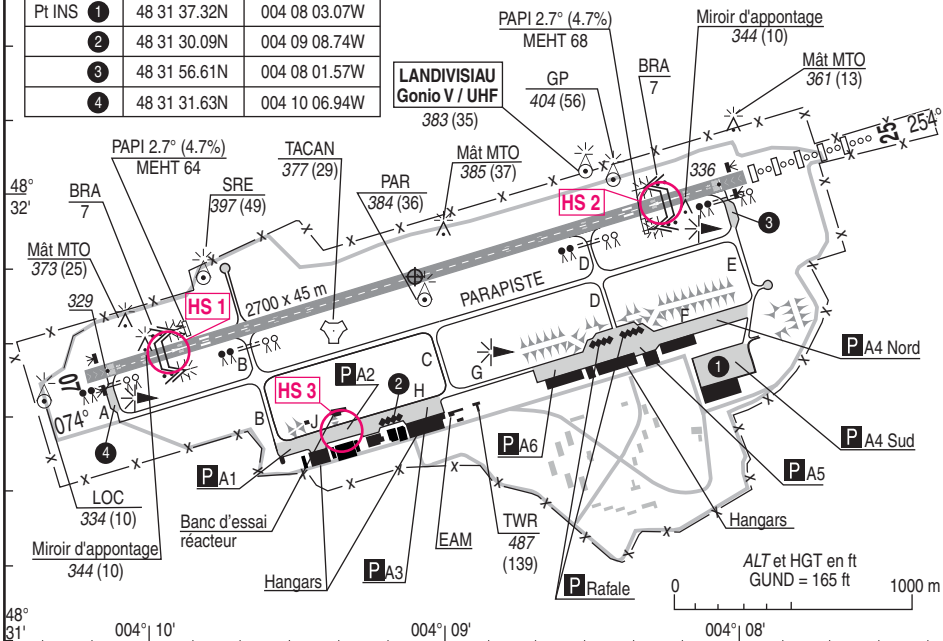 Pt INS 1 48 31 37.32N 004 08 03.07W
2 48 31 30.09N 004 09 08.74W
3 48 31 56.61N 004 08 01.57W
4 48 31 31.63N 004 10 06.94W
PAPI 2.7° (4.7%)
MEHT 68
Miroir d'appontage
344 (10)
LANDIVISIAU
Gonio V / UHF
383 (35)
GP
404 (56)
BRA
7
Mât MTO
361 (13)
25
254°
PAPI 2.7° (4.7%)
MEHT 64
TACAN
377 (29)
Mât MTO
385 (37)
336
48°
32'
BRA
7
SRE
397 (49)
PAR
384 (36)
HS 2
3
Mât MTO
373 (25)
D
E
329
HS 1
2700 x 45 m
PARAPISTE
D
F
B
C
G
P A4 Nord
07
074°
HS 3
P A2
2
H
1
A
B
J
4
P A1
P A6
P A4 Sud
P A5
LOC
334 (10)
Banc d'essai
réacteur
EAM
TWR
487
(139)
Hangars
Miroir d'appontage
344 (10)
Hangars
P A3
P Rafale
ALT et HGT en ft
GUND = 165 ft
0
1000 m
48°
31'
004° 10'
004° 09'
004° 08'